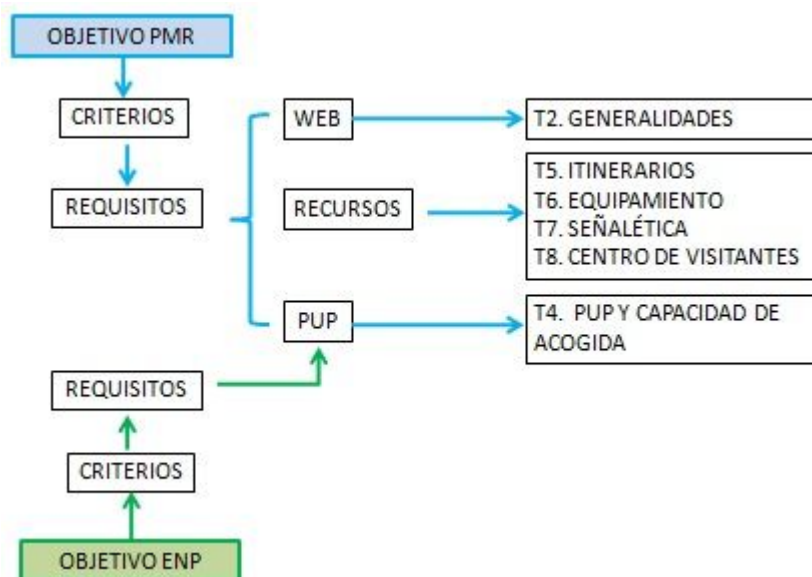 OBJETIVO PMR
CRITERIOS
REQUISITOS
WEB
RECURSOS
PUP
T2. GENERALIDADES
T5. ITINERARIOS
T6. EQUIPAMIENTO
T7. SEÑALÉTICA
T8. CENTRO DE VISITANTES
T4. PUP Y CAPACIDAD DE
ACOGIDA
REQUISITOS
CRITERIOS
OBJETIVO ENP